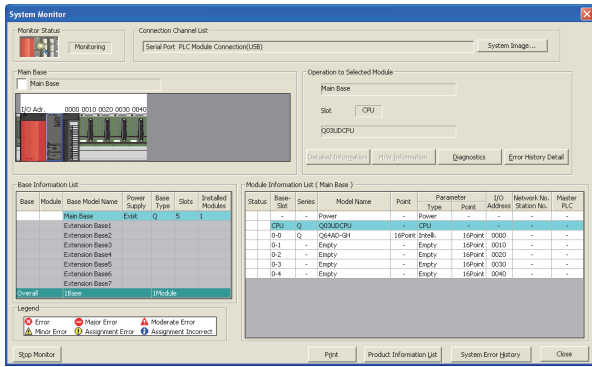 System Monitor
Monitor Status
Monitoring
Connection Channel List
Serial Port PLC Module Connection(USB)
System Image...
Main Base
Main Base
I/O Adr. 0000 0010 0020 0030 0040
Operation to Selected Module
Main Base
Slot CPU
Q03UDCPU
Detailed Information H/W Information Diagnostics Error History Detail
Base Information List
Base Module Base Model Name Power Supply Base Type Slots Installed Modules
Main Base Exist Q 5 1
Extension Base1
Extension Base2
Extension Base3
Extension Base4
Extension Base5
Extension Base6
Extension Base7
Overall 1Base 1Module
Module Information List ( Main Base )
Status Base-Slot Series Model Name Point Parameter Type Point I/O Address Network No. Station No. Master PLC
- - Power - Power - - - -
CPU Q Q03UDCPU - CPU - - - -
0-0 Q Q64AD-GH 16Point Intelli. 16Point 0000 - -
0-1 - Empty - Empty 16Point 0010 - -
0-2 - Empty - Empty 16Point 0020 - -
0-3 - Empty - Empty 16Point 0030 - -
0-4 - Empty - Empty 16Point 0040 - -
Legend
Error Major Error Moderate Error
Minor Error Assignment Error Assignment Incorrect
Stop Monitor
Print Product Information List System Error History Close